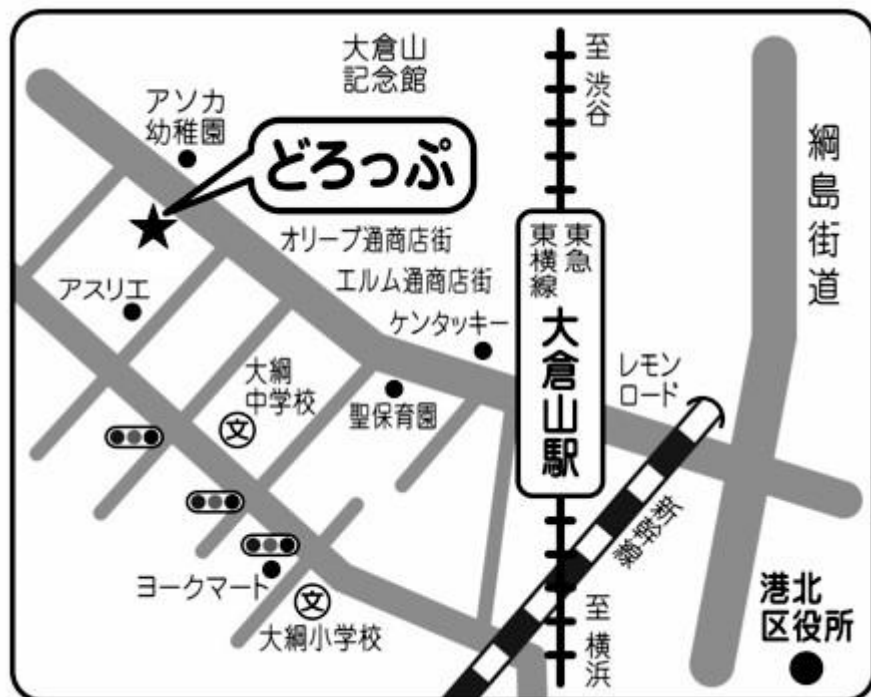 大倉山
記念館
至 渋谷
アソカ
幼稚園
どろっぷ
綱島街道
オリーブ通商店街
エルム通商店街
東急
東横線
大倉山駅
アスリエ
ケンタッキー
レモン
ロード
大綱
中学校
文
聖保育園
新幹線
ヨークマート
文
大綱小学校
至 横浜
港北
区役所